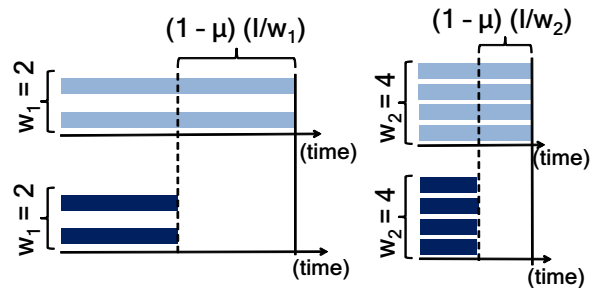 (1 - μ) (I/w₁)
(1 - μ) (I/w₂)
w₁ = 2
(time)
w₂ = 4
(time)
w₁ = 2
(time)
w₂ = 4
(time)